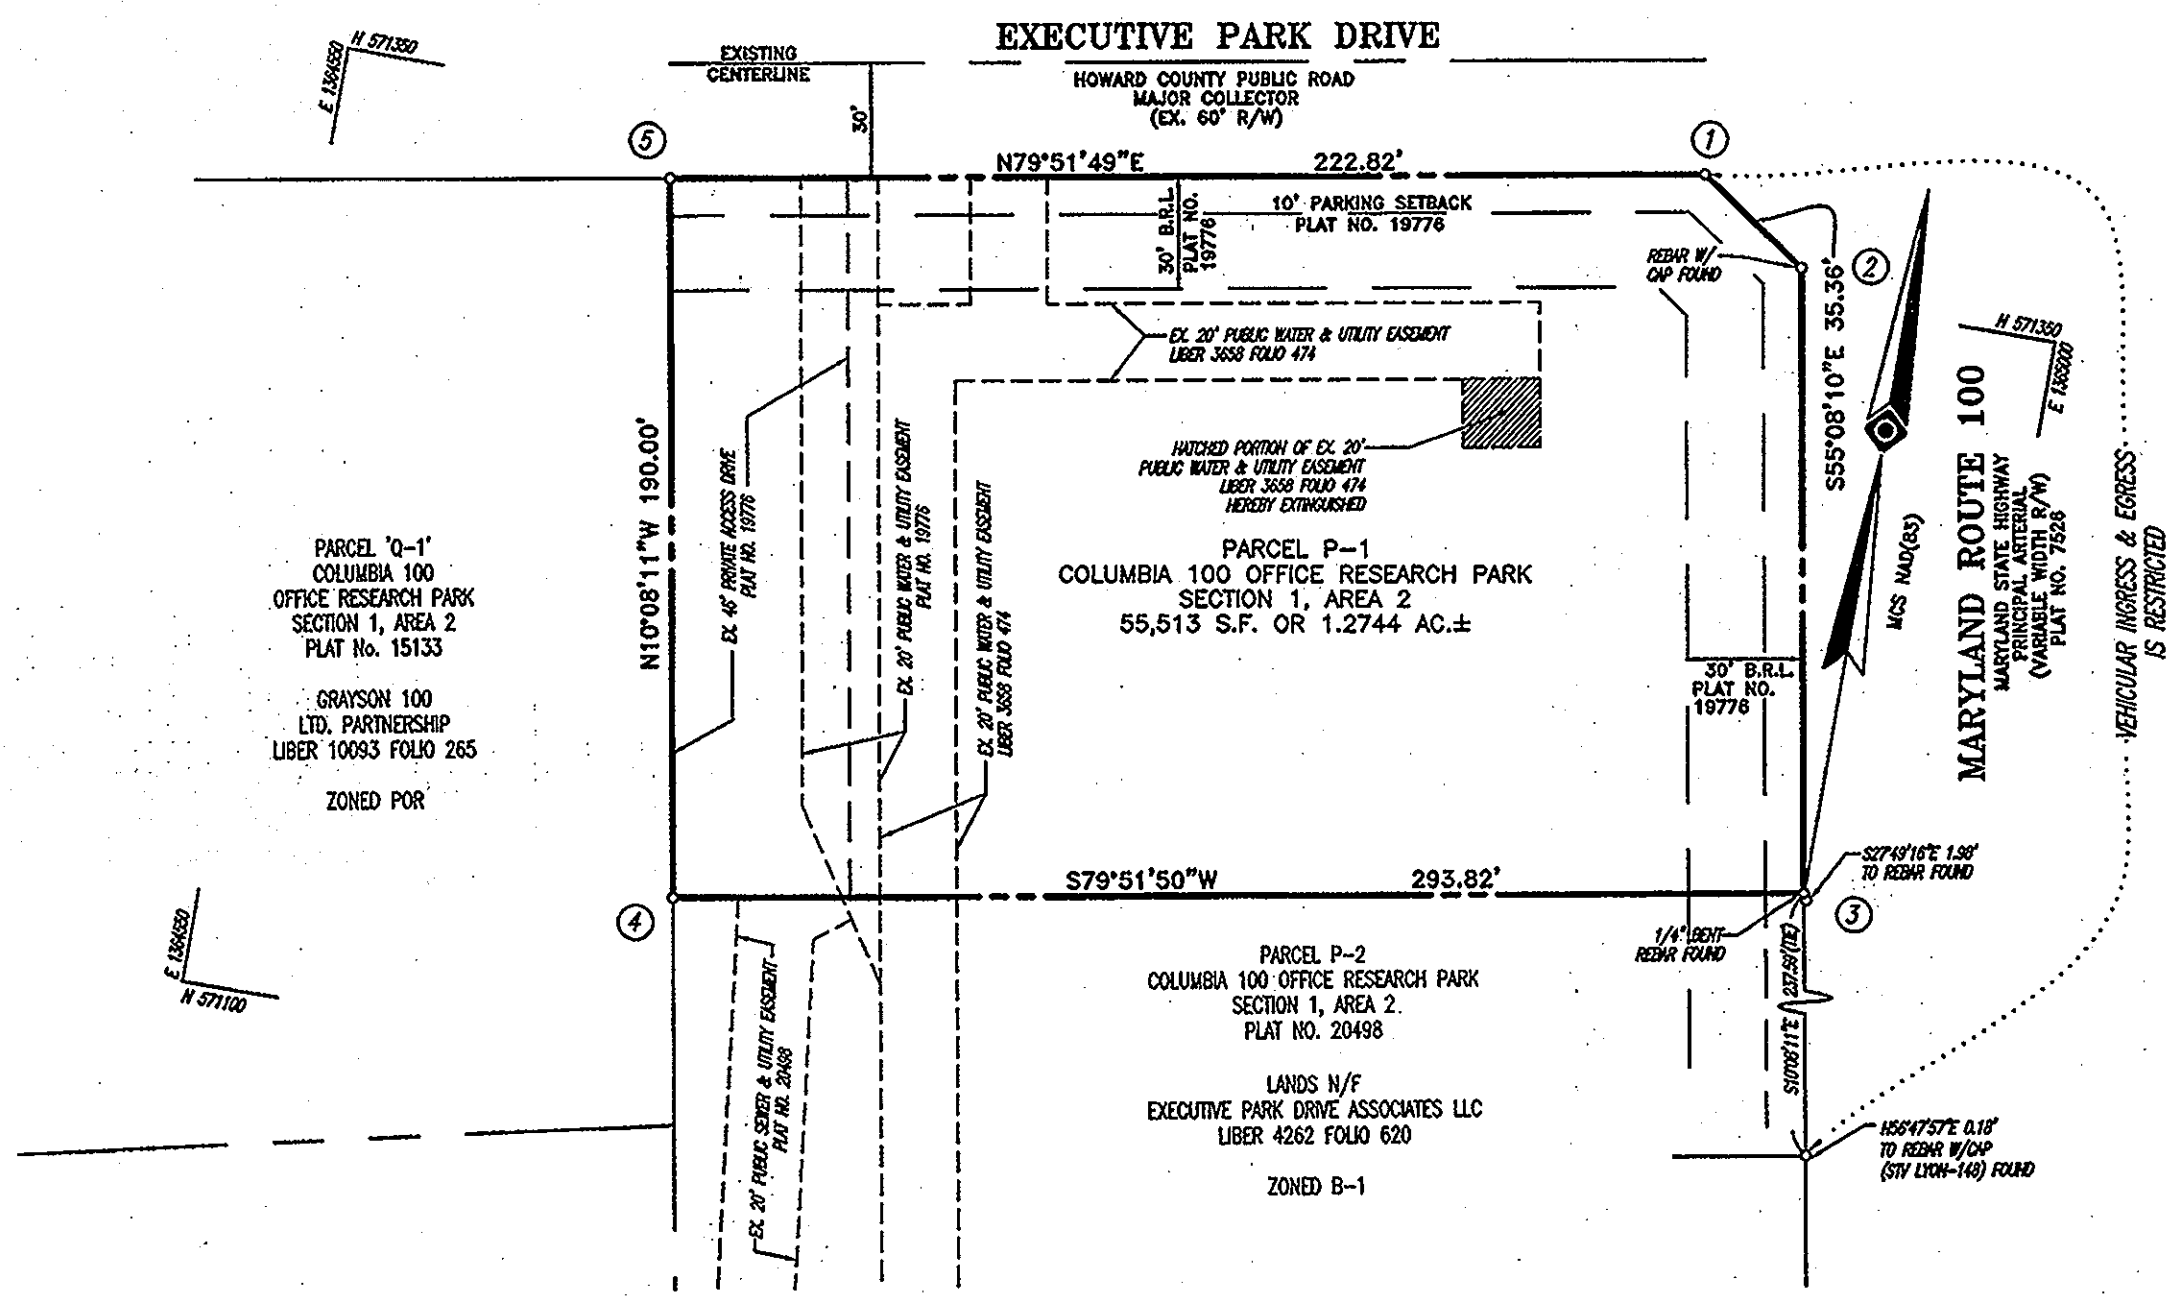 EXECUTIVE PARK DRIVE
EXISTING
CENTERLINE
HOWARD COUNTY PUBLIC ROAD
MAJOR COLLECTOR
(EX. 60' R/W)
30'
N 571350
E 1364550
5
1
N79°51'49"E 222.82'
10' PARKING SETBACK
PLAT NO. 19776
30' B.R.L.
PLAT NO.
19776
REBAR W/
CAP FOUND
2
S55°08'10"E 35.36'
N 571350
E 1365000
EX. 20' PUBLIC WATER & UTILITY EASEMENT
LIBER 3658 FOLIO 474
HATCHED PORTION OF EX. 20'
PUBLIC WATER & UTILITY EASEMENT
LIBER 3658 FOLIO 474
HEREBY EXTINGUISHED
N10°08'11"W 190.00'
EX. 46' PRIVATE ACCESS DRIVE
PLAT NO. 19776
EX. 20' PUBLIC WATER & UTILITY EASEMENT
PLAT NO. 19776
EX. 20' PUBLIC WATER & UTILITY EASEMENT
LIBER 3658 FOLIO 474
PARCEL P-1
COLUMBIA 100 OFFICE RESEARCH PARK
SECTION 1, AREA 2
55,513 S.F. OR 1.2744 AC.±
PARCEL 'Q-1'
COLUMBIA 100
OFFICE RESEARCH PARK
SECTION 1, AREA 2
PLAT No. 15133
GRAYSON 100
LTD. PARTNERSHIP
LIBER 10093 FOLIO 265
ZONED POR
30' B.R.L.
PLAT NO.
19776
MCS NAD(83)
MARYLAND ROUTE 100
MARYLAND STATE HIGHWAY
PRINCIPAL ARTERIAL
(VARIABLE WIDTH R/W)
PLAT NO. 7526
VEHICULAR INGRESS & EGRESS
IS RESTRICTED
S79°51'50"W 293.82'
S27°49'16"E 1.98'
TO REBAR FOUND
4
3
1/4" BENT
REBAR FOUND
E 1364550
N 571100
S10°08'11"E 237.59'(TIE)
EX. 20' PUBLIC SEWER & UTILITY EASEMENT
PLAT NO. 20498
PARCEL P-2
COLUMBIA 100 OFFICE RESEARCH PARK
SECTION 1, AREA 2.
PLAT NO. 20498
LANDS N/F
EXECUTIVE PARK DRIVE ASSOCIATES LLC
LIBER 4262 FOLIO 620
ZONED B-1
N56°47'57"E 0.18'
TO REBAR W/CAP
(STV LYON-148) FOUND